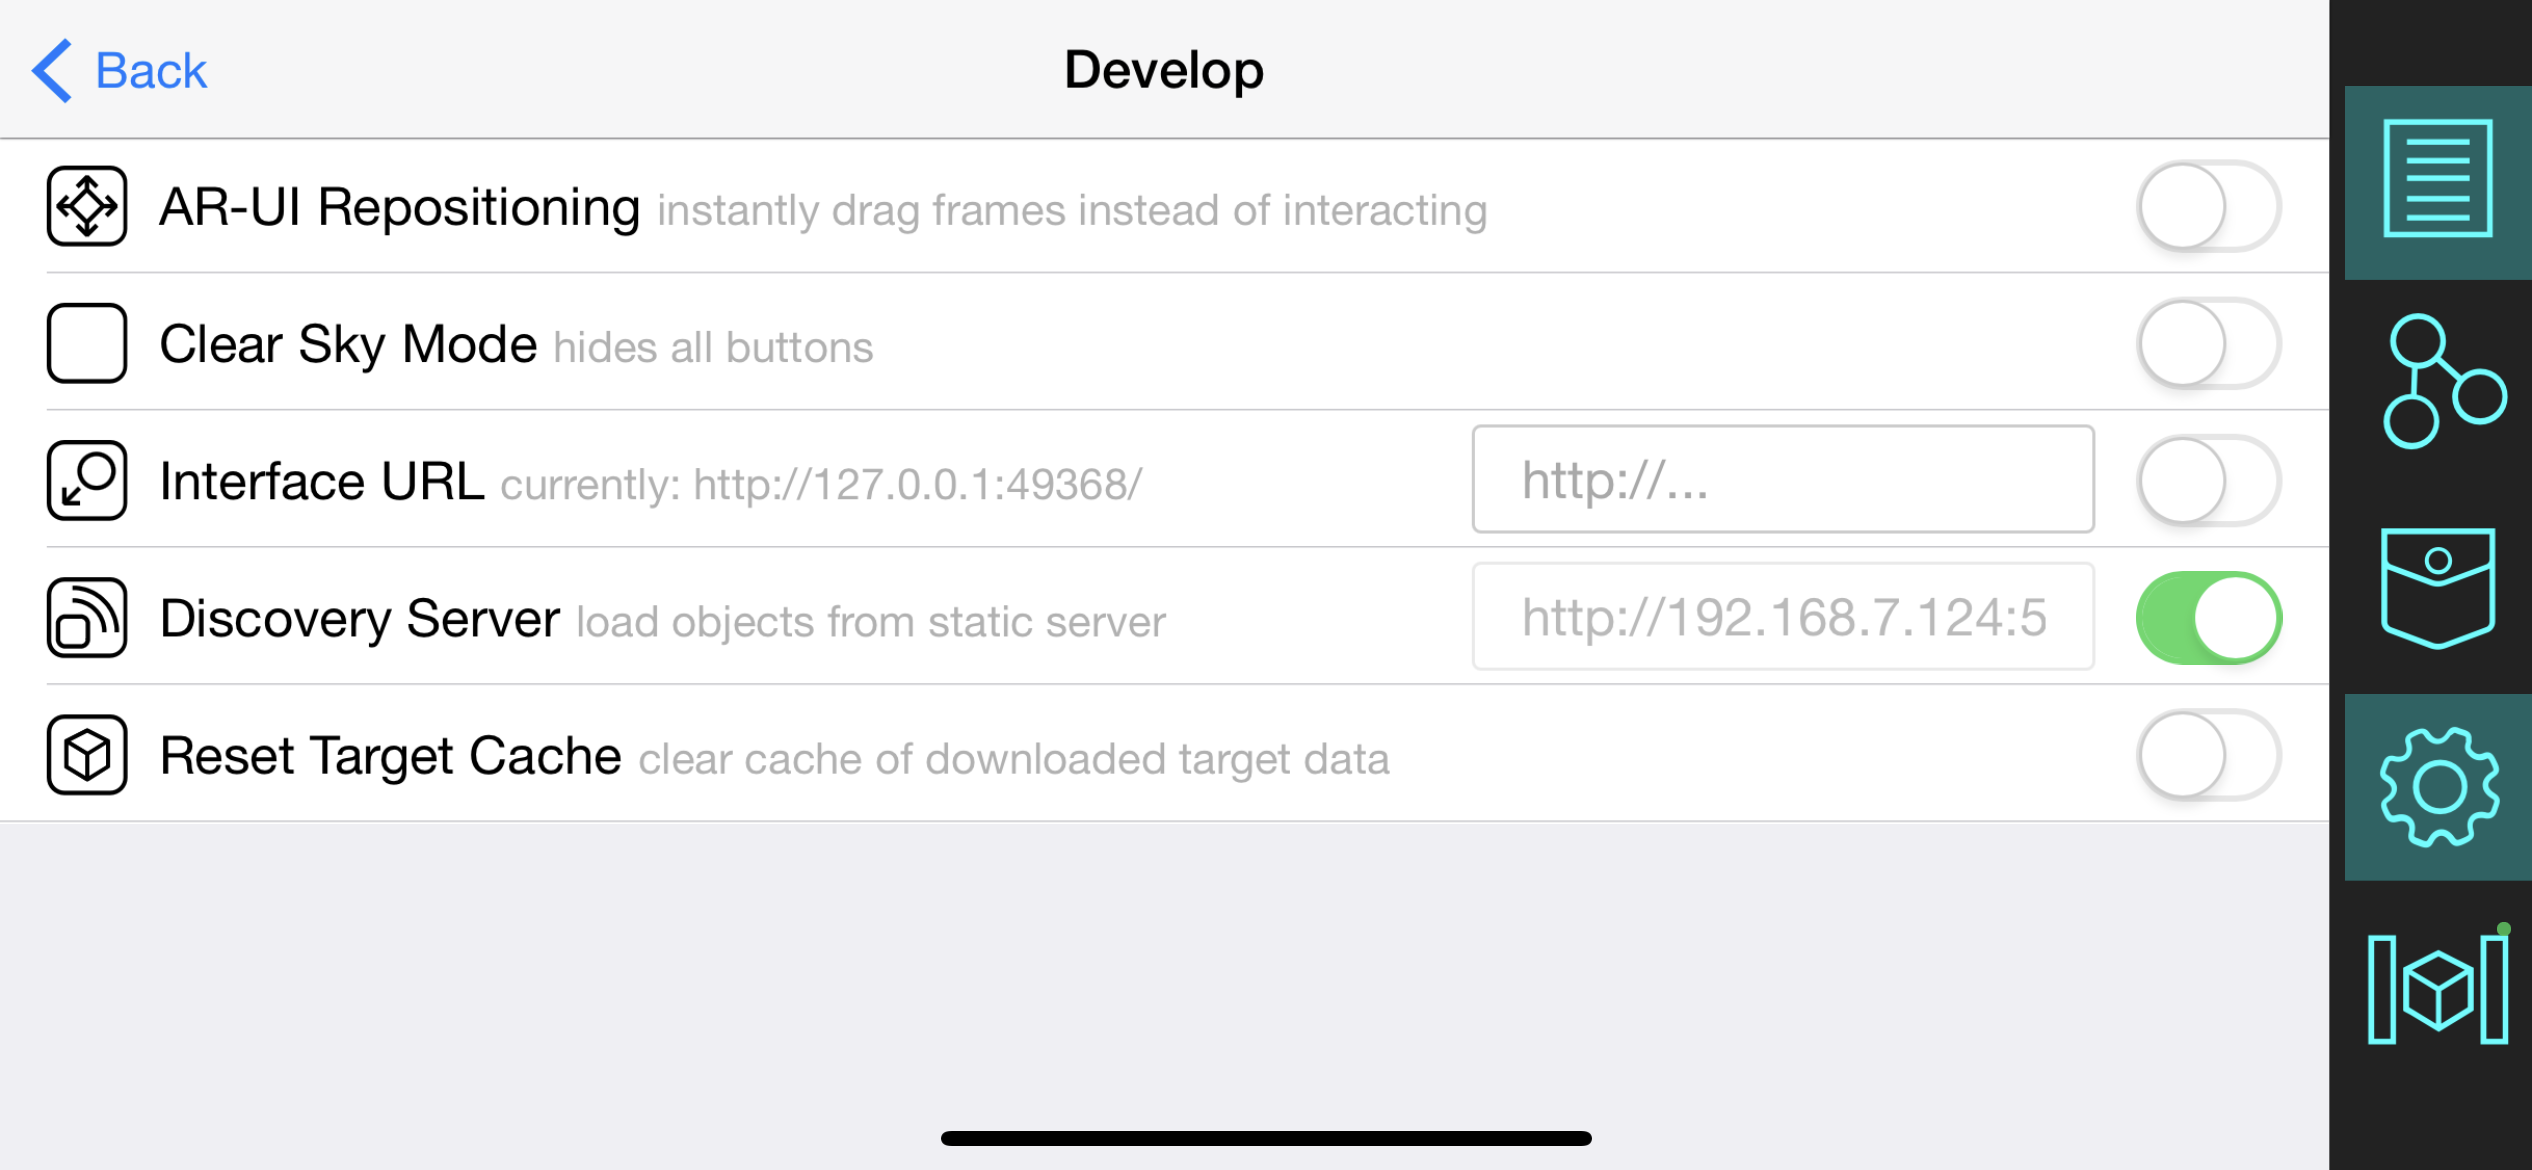 Back
Develop
AR-UI Repositioning instantly drag frames instead of interacting
Clear Sky Mode hides all buttons
Interface URL currently: http://127.0.0.1:49368/ http://...
Discovery Server load objects from static server http://192.168.7.124:5
Reset Target Cache clear cache of downloaded target data